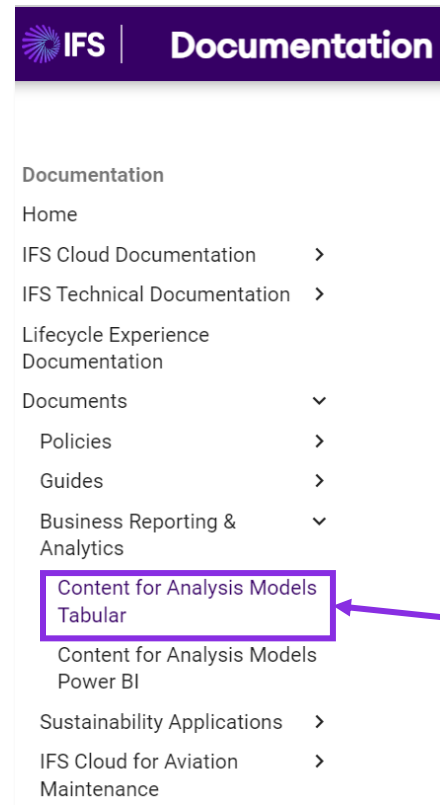 IFS Documentation
Documentation
Home
IFS Cloud Documentation
IFS Technical Documentation
Lifecycle Experience
Documentation
Documents
Policies
Guides
Business Reporting &
Analytics
Content for Analysis Models
Tabular
Content for Analysis Models
Power BI
Sustainability Applications
IFS Cloud for Aviation
Maintenance